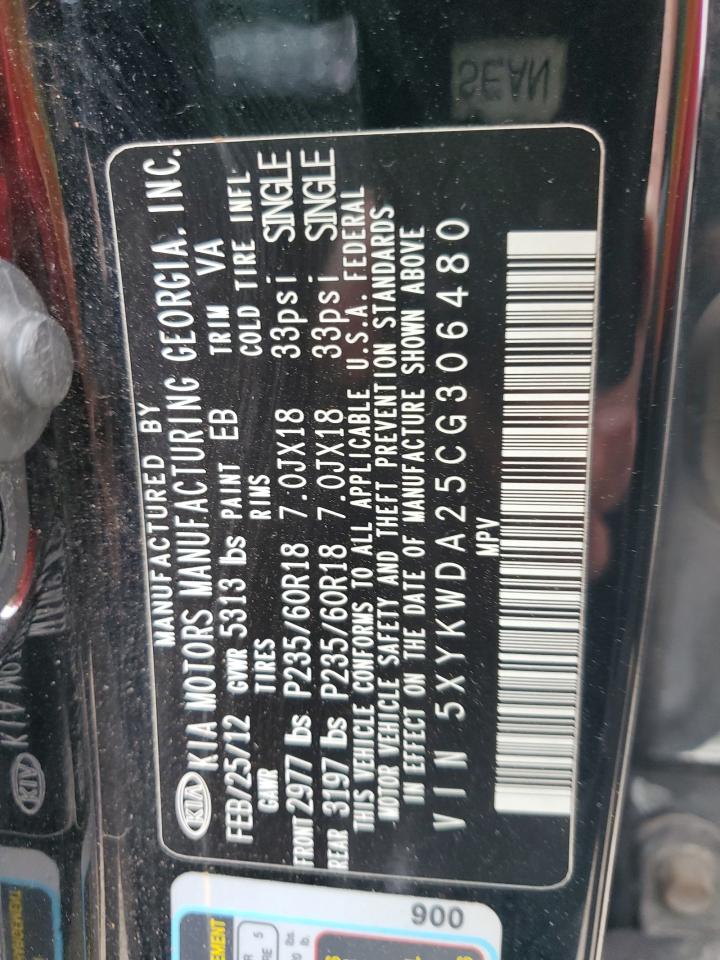 MANUFACTURED BY
KIA KIA MOTORS MANUFACTURING GEORGIA. INC.
FEB/25/12 GVWR 5313 lbs PAINT EB TRIM VA
GAWR TIRES RIMS COLD TIRE INFL
FRONT 2977 lbs P235/60R18 7.0JX18 33psi SINGLE
REAR 3197 lbs P235/60R18 7.0JX18 33psi SINGLE
THIS VEHICLE CONFORMS TO ALL APPLICABLE U.S.A. FEDERAL
MOTOR VEHICLE SAFETY AND THEFT PREVENTION STANDARDS
IN EFFECT ON THE DATE OF MANUFACTURE SHOWN ABOVE
VIN 5XYKWDA25CG306480
MPV
SEAN
900